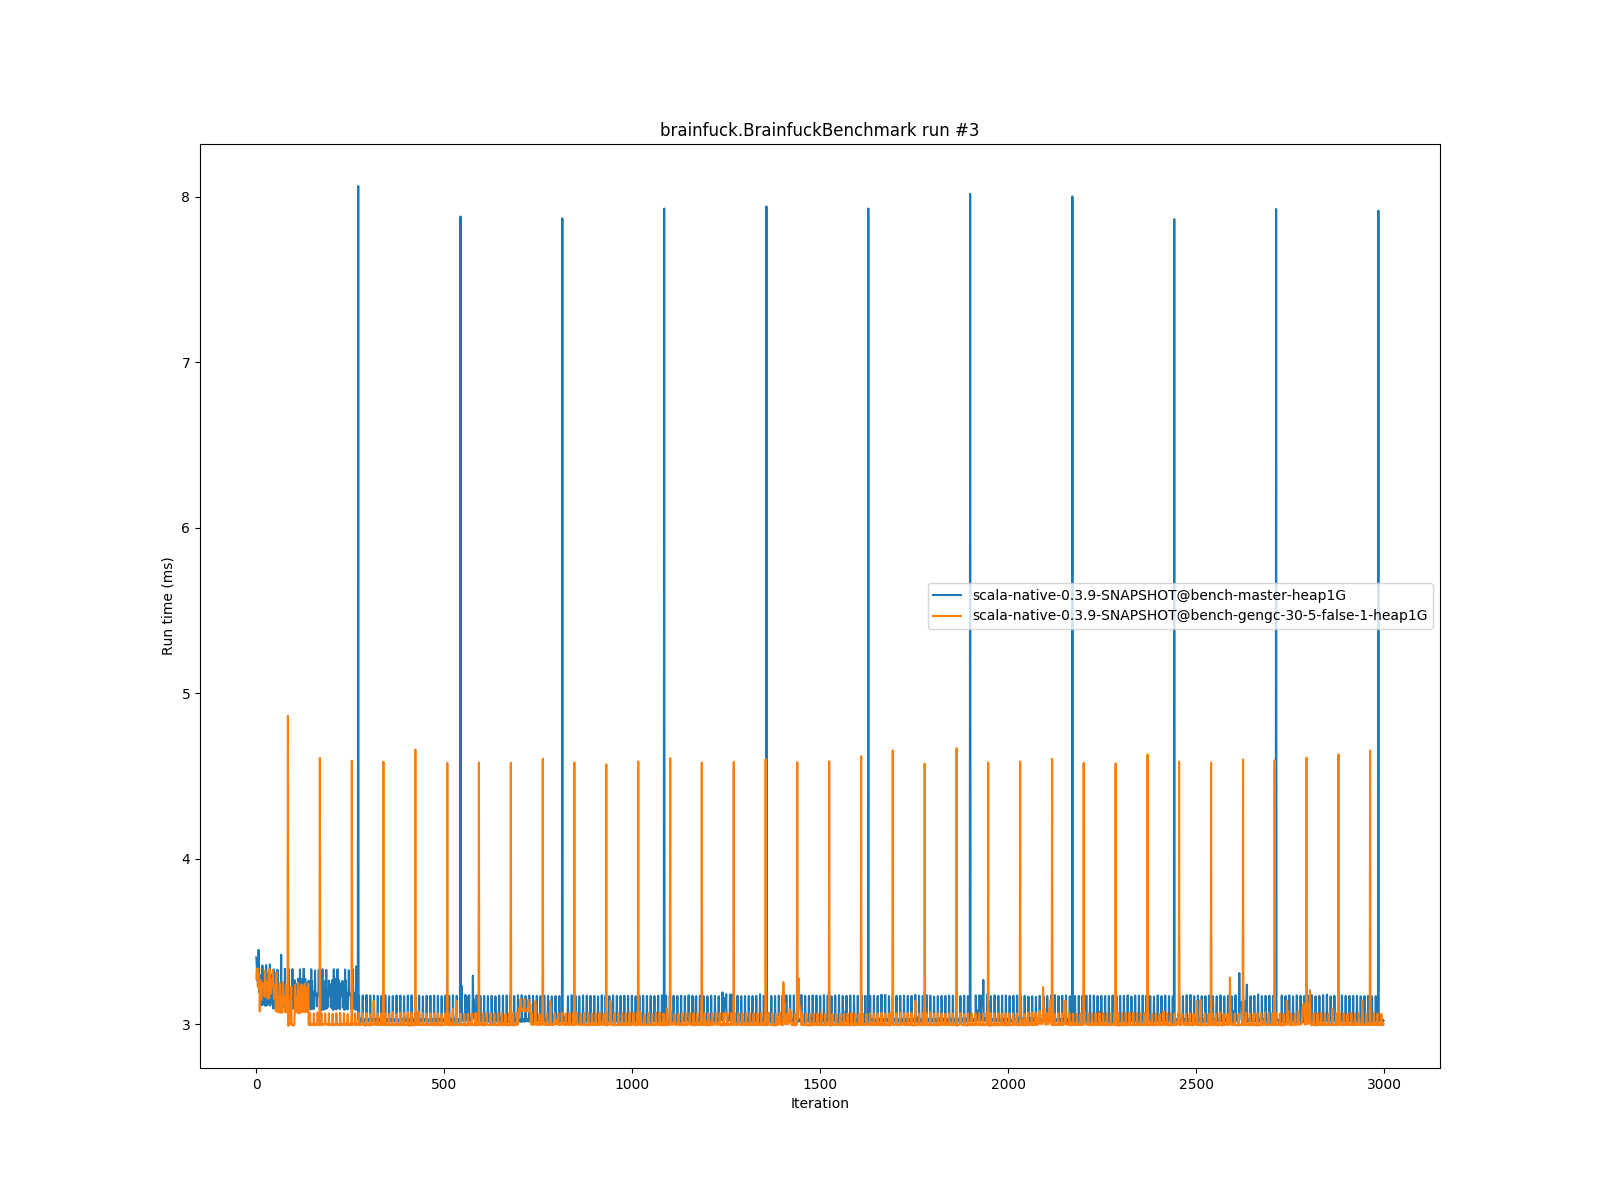 brainfuck.BrainfuckBenchmark run #3
8
7
6
5
4
3
Run time (ms)
scala-native-0.3.9-SNAPSHOT@bench-master-heap1G
scala-native-0.3.9-SNAPSHOT@bench-gengc-30-5-false-1-heap1G
0 500 1000 1500 2000 2500 3000
Iteration